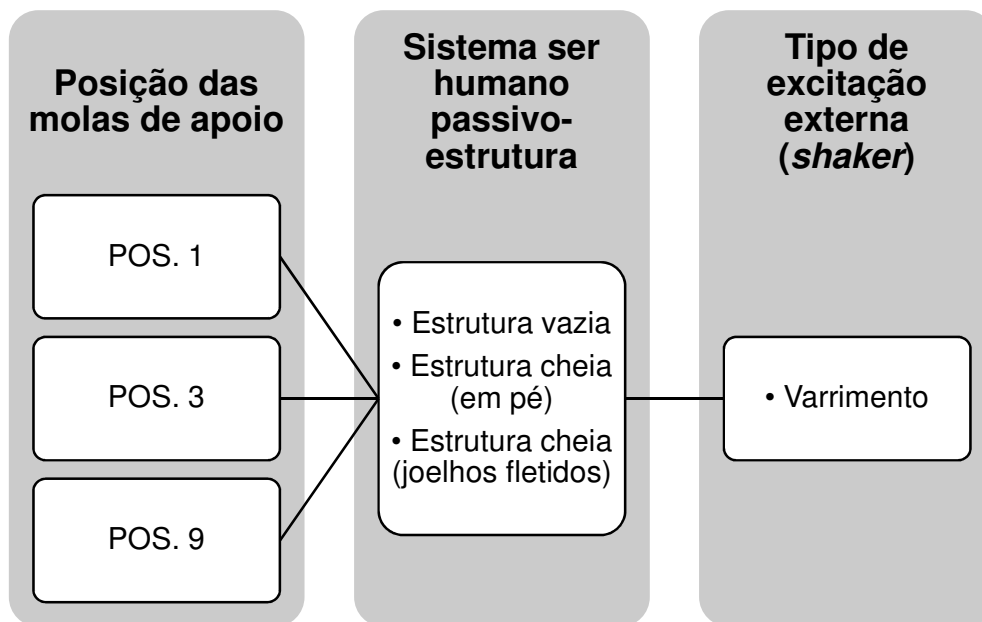 Posição das
molas de apoio
POS. 1
POS. 3
POS. 9
Sistema ser
humano
passivo-
estrutura
• Estrutura vazia
• Estrutura cheia
(em pé)
• Estrutura cheia
(joelhos fletidos)
Tipo de
excitação
externa
(shaker)
• Varrimento